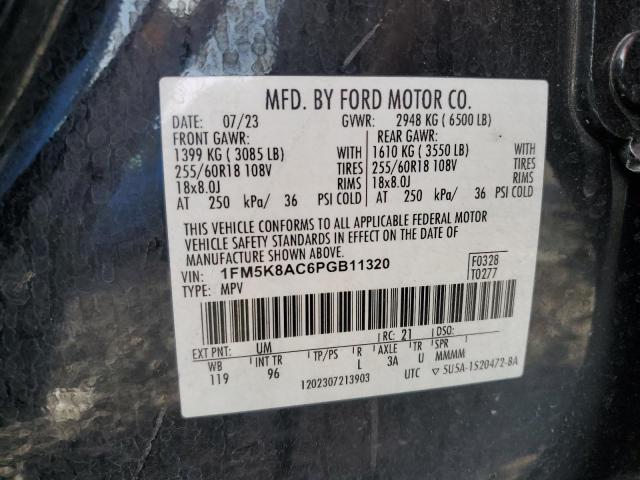 MFD. BY FORD MOTOR CO.
DATE: 07/23 GVWR: 2948 KG ( 6500 LB)
FRONT GAWR: REAR GAWR:
1399 KG ( 3085 LB) WITH 1610 KG ( 3550 LB) WITH
255/60R18 108V TIRES 255/60R18 108V TIRES
18x8.0J RIMS 18x8.0J RIMS
AT 250 kPa/ 36 PSI COLD AT 250 kPa/ 36 PSI COLD
THIS VEHICLE CONFORMS TO ALL APPLICABLE FEDERAL MOTOR
VEHICLE SAFETY STANDARDS IN EFFECT ON THE DATE OF
MANUFACTURE SHOWN ABOVE.
VIN: 1FM5K8AC6PGB11320 F0328
TYPE: MPV T0277
EXT PNT: UM RC: 21 DSO:
WB INT TR TP/PS R AXLE TR SPR
119 96 L 3A U MMMM
1202307213903 UTC ▽ 5U5A-1520472-BA